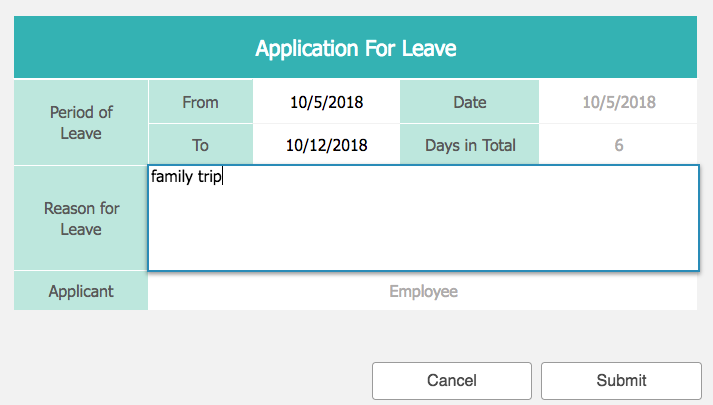 Application For Leave
Period of
Leave
From
10/5/2018
Date
10/5/2018
To
10/12/2018
Days in Total
6
Reason for
Leave
family trip
Applicant
Employee
Cancel
Submit